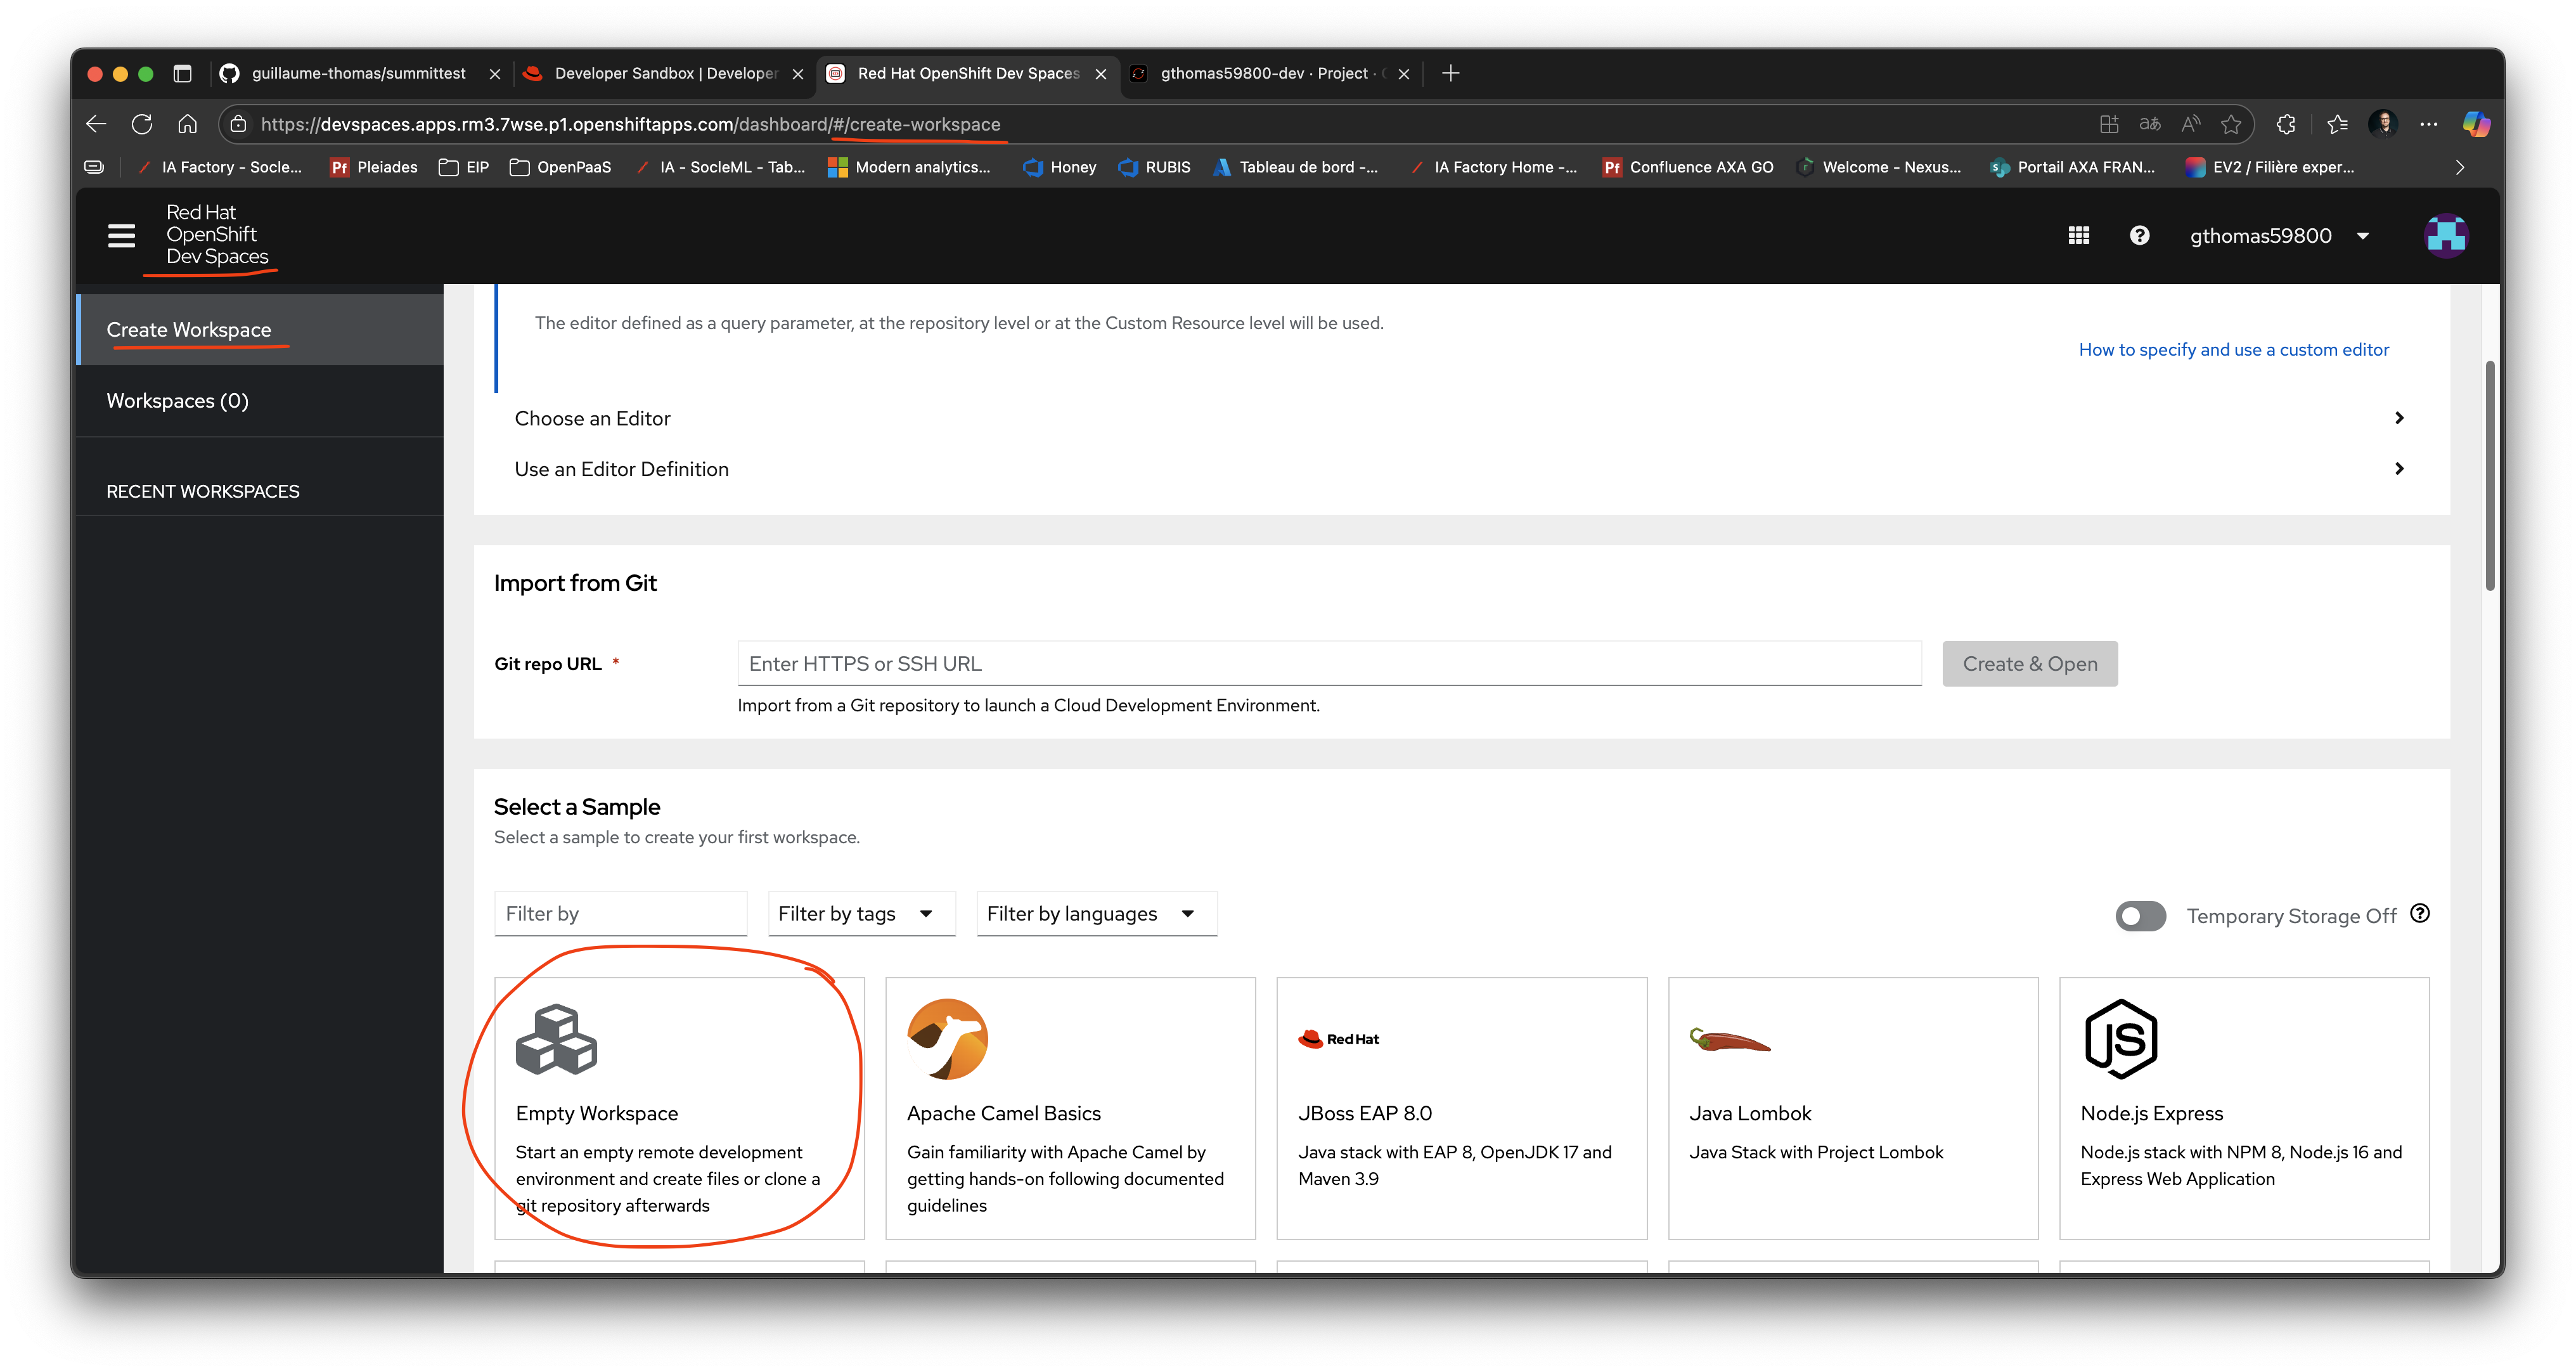 guillaume-thomas/summittest
Developer Sandbox | Developer
Red Hat OpenShift Dev Spaces
gthomas59800-dev · Project ·
https://devspaces.apps.rm3.7wse.p1.openshiftapps.com/dashboard/#/create-workspace
IA Factory - Socle...
Pf Pleiades
EIP
OpenPaaS
IA - SocleML - Tab...
Modern analytics...
Honey
RUBIS
Tableau de bord -...
IA Factory Home -...
Pf Confluence AXA GO
Welcome - Nexus...
Portail AXA FRAN...
EV2 / Filière exper...
Red Hat
OpenShift
Dev Spaces
gthomas59800
Create Workspace
Workspaces (0)
RECENT WORKSPACES
The editor defined as a query parameter, at the repository level or at the Custom Resource level will be used.
How to specify and use a custom editor
Choose an Editor
Use an Editor Definition
Import from Git
Git repo URL *
Enter HTTPS or SSH URL
Create & Open
Import from a Git repository to launch a Cloud Development Environment.
Select a Sample
Select a sample to create your first workspace.
Filter by
Filter by tags
Filter by languages
Temporary Storage Off
Empty Workspace
Start an empty remote development
environment and create files or clone a
git repository afterwards
Apache Camel Basics
Gain familiarity with Apache Camel by
getting hands-on following documented
guidelines
Red Hat
JBoss EAP 8.0
Java stack with EAP 8, OpenJDK 17 and
Maven 3.9
Java Lombok
Java Stack with Project Lombok
JS
Node.js Express
Node.js stack with NPM 8, Node.js 16 and
Express Web Application